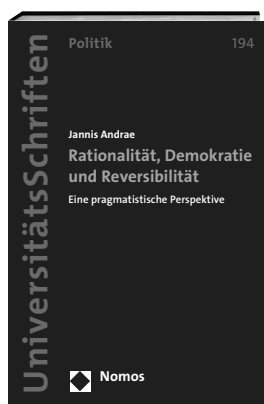 UniversitätsSchriften
Politik 194
Jannis Andrae
Rationalität, Demokratie
und Reversibilität
Eine pragmatistische Perspektive
Nomos